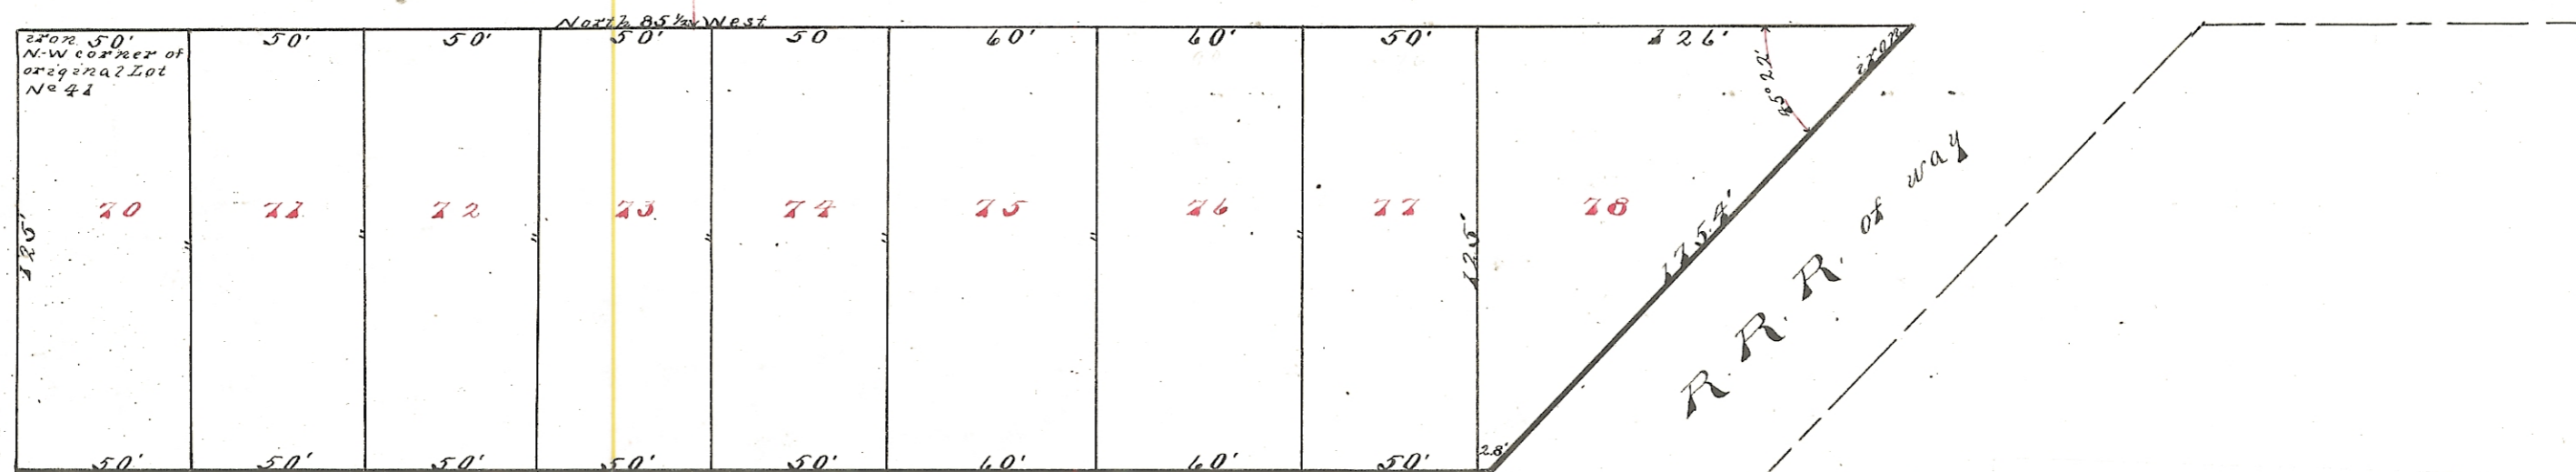 North 85 1/2 West
iron 50' 50' 50' 50' 50 60' 60' 50' 126'
N-W corner of
original Lot
No 41
iron
45° 22'
70 71 72 73 74 75 76 77 78
125' " " " " " " " 125' 175.4'
R. R. R. of way
50' 50' 50' 50' 50' 60' 60' 50' 2.8'